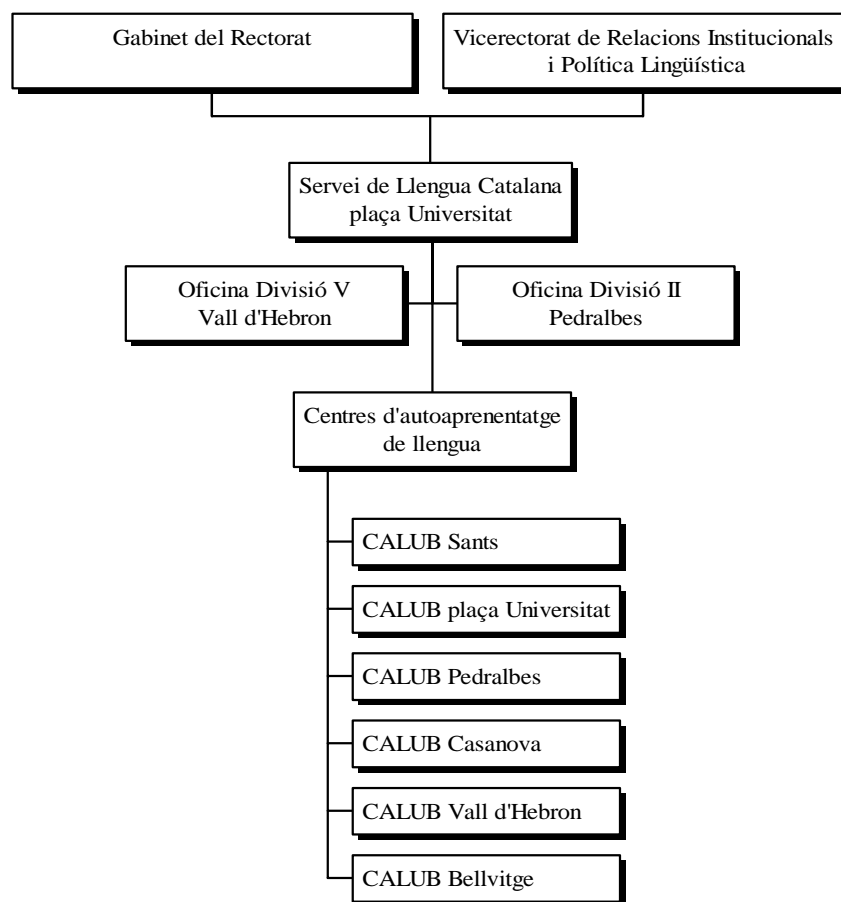 Gabinet del Rectorat
Vicerectorat de Relacions Institucionals
i Política Lingüística
Servei de Llengua Catalana
plaça Universitat
Oficina Divisió V
Vall d'Hebron
Oficina Divisió II
Pedralbes
Centres d'autoaprenentatge
de llengua
CALUB Sants
CALUB plaça Universitat
CALUB Pedralbes
CALUB Casanova
CALUB Vall d'Hebron
CALUB Bellvitge